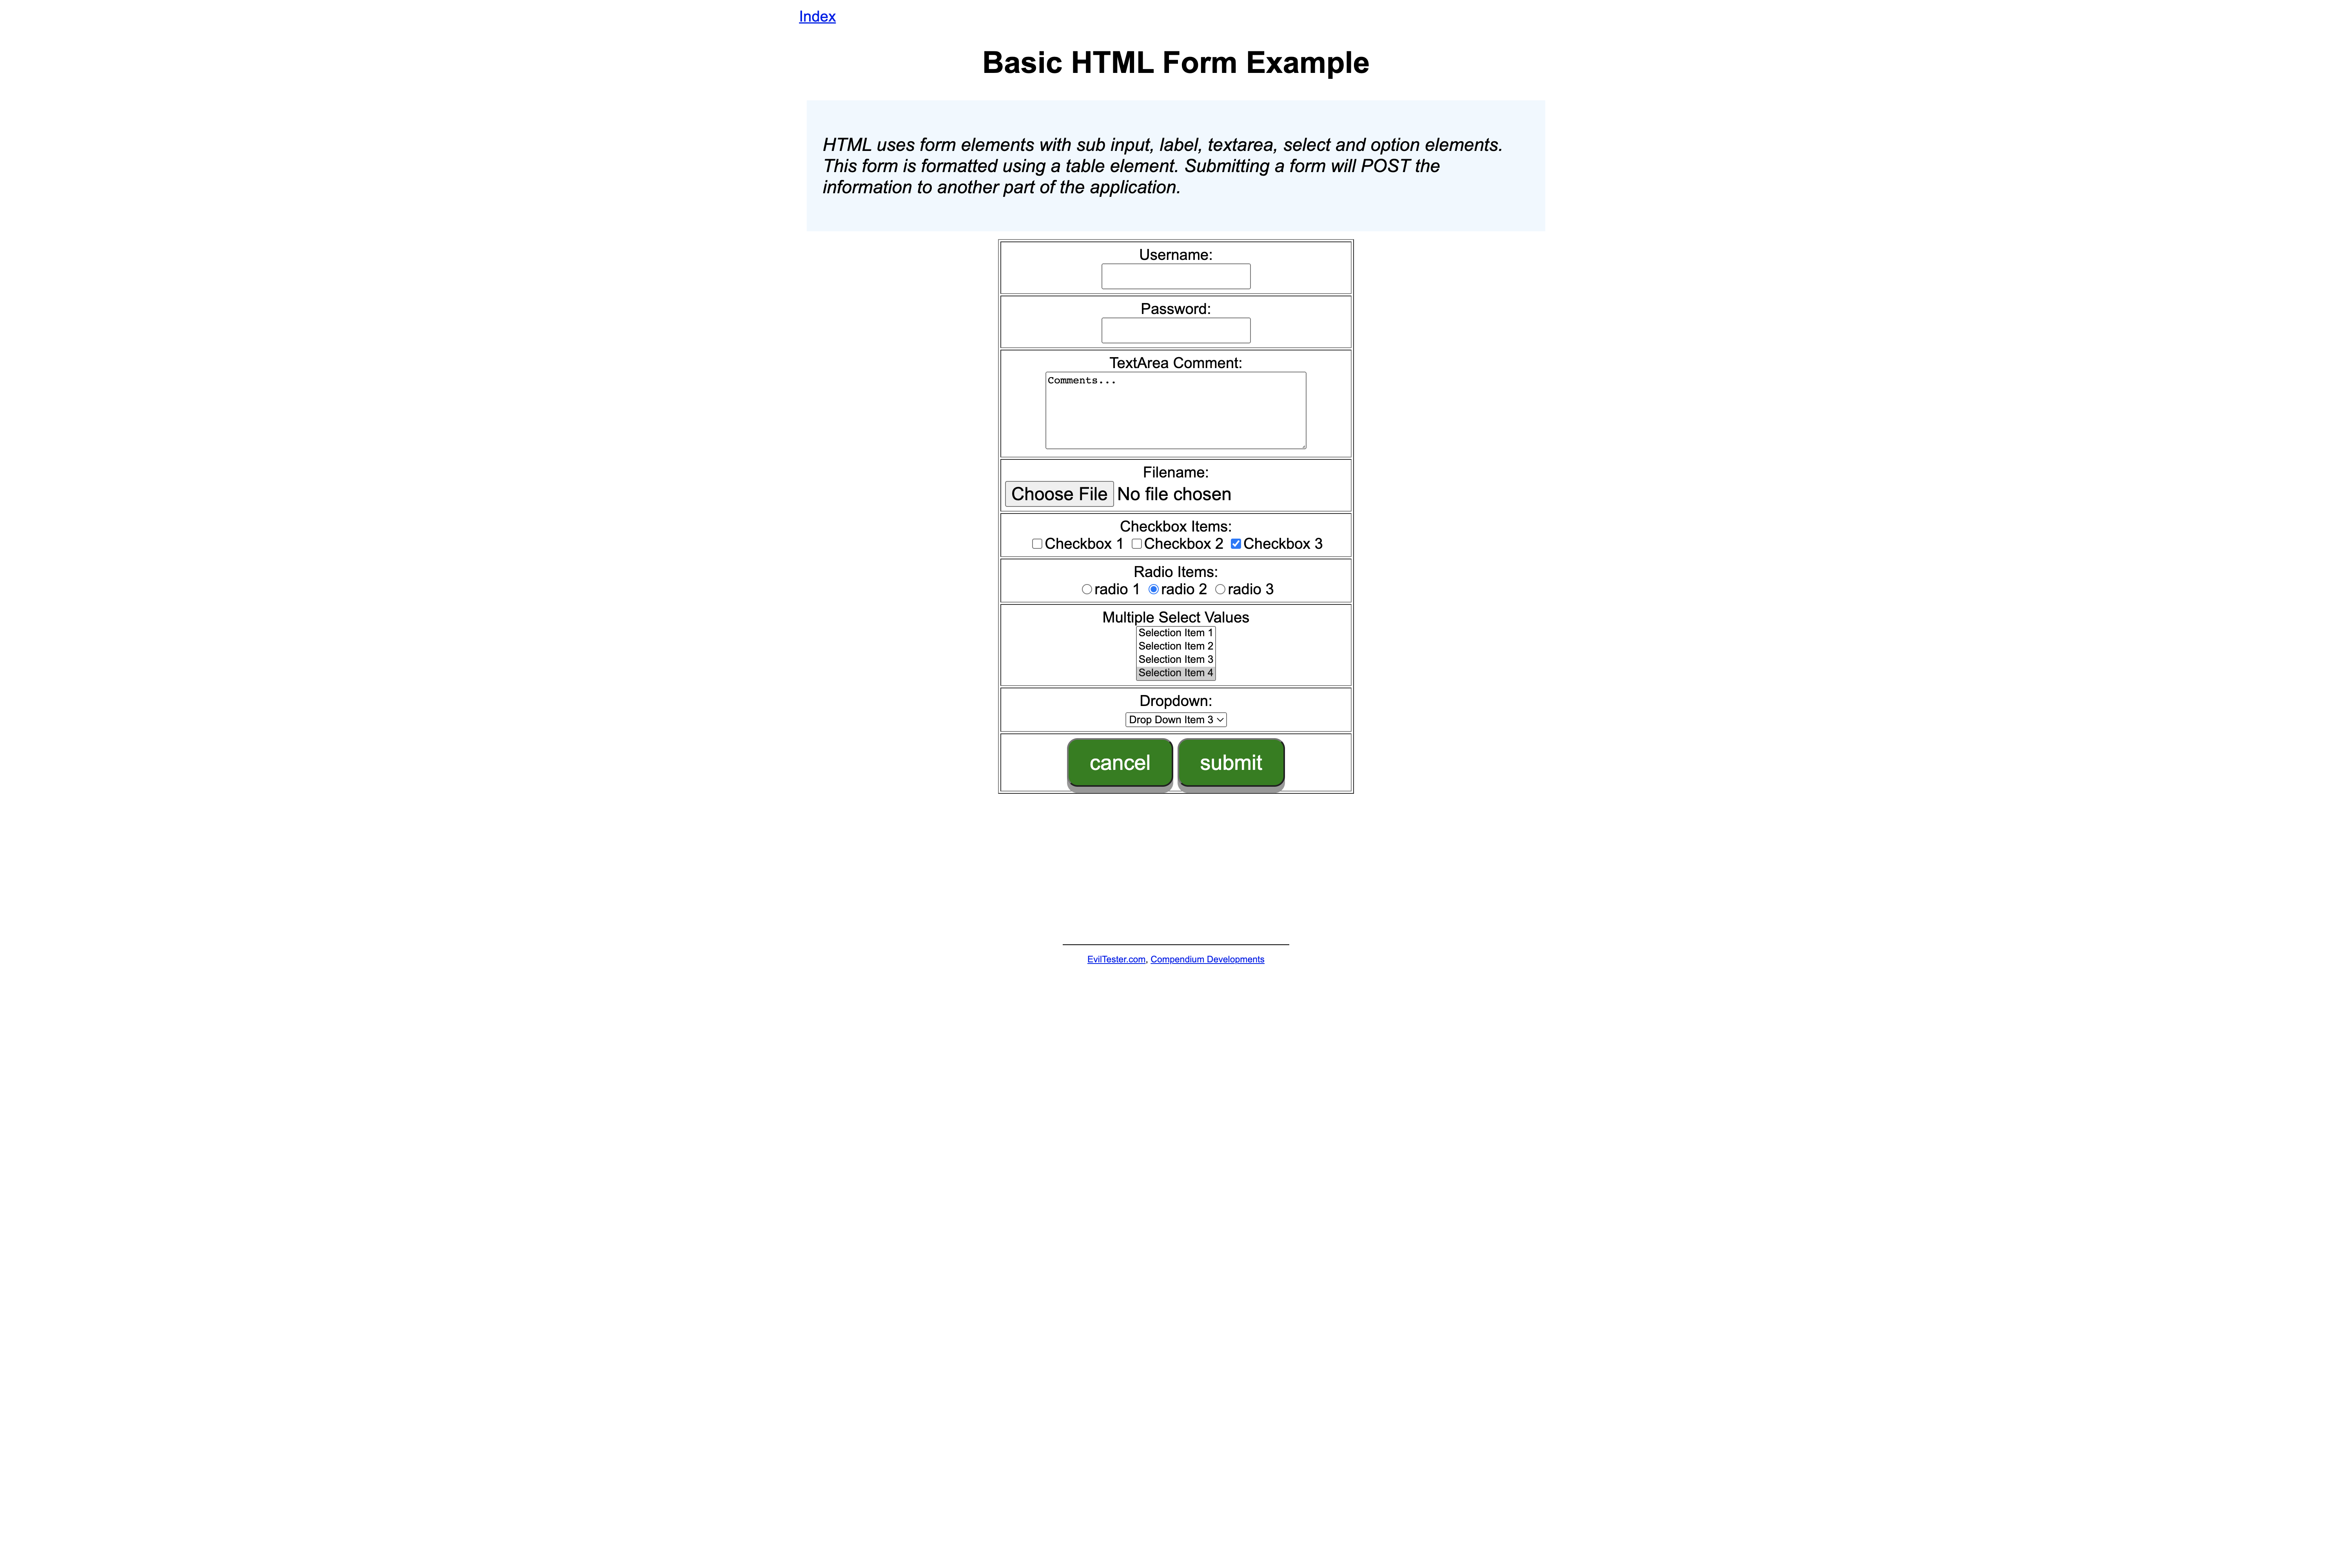 Index
Basic HTML Form Example
HTML uses form elements with sub input, label, textarea, select and option elements.
This form is formatted using a table element. Submitting a form will POST the
information to another part of the application.
Username:
Password:
TextArea Comment:
Comments...
Filename:
Choose File No file chosen
Checkbox Items:
Checkbox 1 Checkbox 2 Checkbox 3
Radio Items:
radio 1 radio 2 radio 3
Multiple Select Values
Selection Item 1
Selection Item 2
Selection Item 3
Selection Item 4
Dropdown:
Drop Down Item 3
cancel submit
EvilTester.com, Compendium Developments